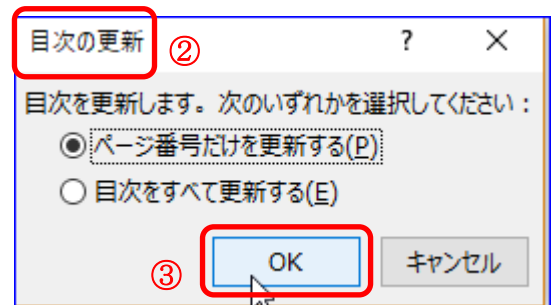 目次の更新 ② ? ×
目次を更新します。次のいずれかを選択してください：
ページ番号だけを更新する(P)
目次をすべて更新する(E)
③ OK キャンセル